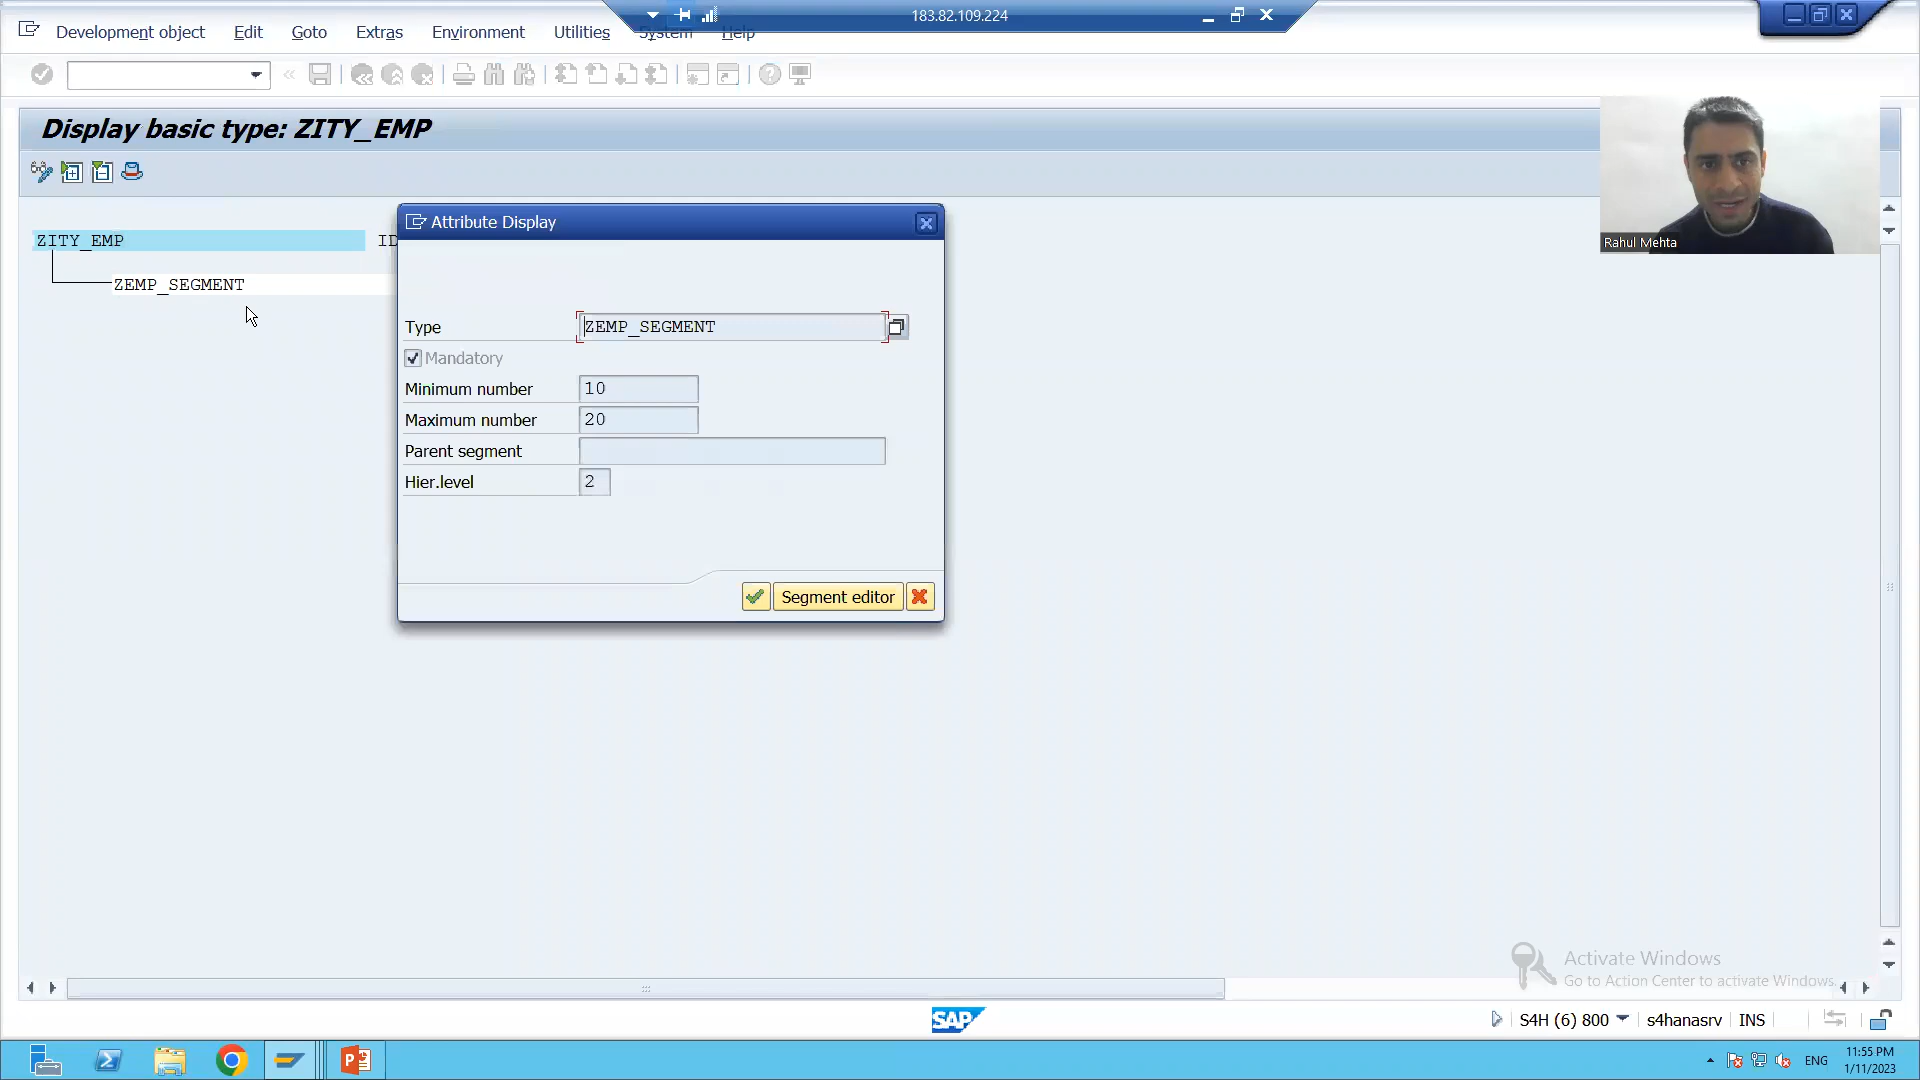 183.82.109.224
Development object Edit Goto Extras Environment Utilities System Help
Display basic type: ZITY_EMP
Rahul Mehta
Attribute Display
ZITY_EMP ID
ZEMP_SEGMENT
Type ZEMP_SEGMENT
Mandatory
Minimum number 10
Maximum number 20
Parent segment
Hier.level 2
Segment editor
Activate Windows
Go to Action Center to activate Windows.
SAP
S4H (6) 800 s4hanasrv INS
ENG
11:55 PM
1/11/2023